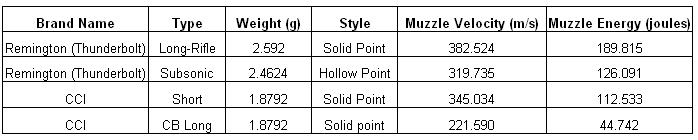 Brand Name Type Weight (g) Style Muzzle Velocity (m/s) Muzzle Energy (joules)
Remington (Thunderbolt) Long-Rifle 2.592 Solid Point 382.524 189.815
Remington (Thunderbolt) Subsonic 2.4624 Hollow Point 319.735 126.091
CCI Short 1.8792 Solid Point 345.034 112.533
CCI CB Long 1.8792 Solid point 221.590 44.742